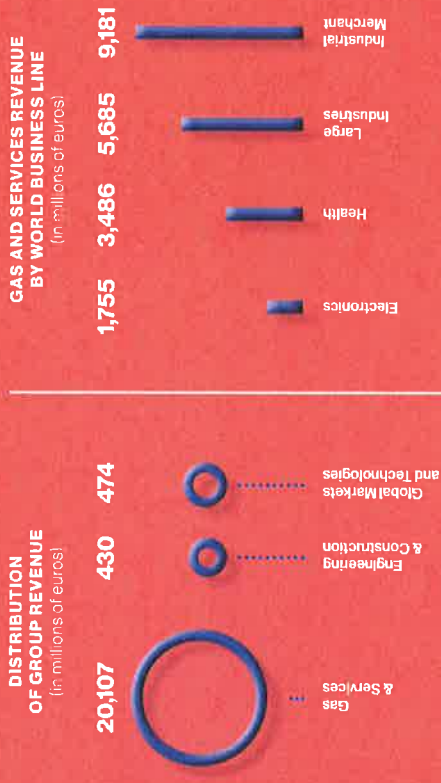 DISTRIBUTION
OF GROUP REVENUE
(in millions of euros)
20,107
430
474
Gas
& Services
Engineering
& Construction
Global Markets
and Technologies
GAS AND SERVICES REVENUE
BY WORLD BUSINESS LINE
(in millions of euros)
1,755
3,486
5,685
9,181
Electronics
Health
Large
Industries
Industrial
Merchant